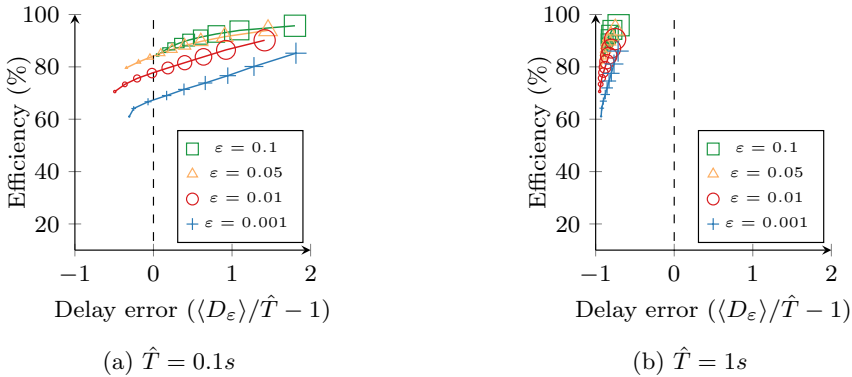 100
80
60
40
20
Efficiency (%)
ε = 0.1
ε = 0.05
ε = 0.01
ε = 0.001
−1 0 1 2
Delay error (⟨D_ε⟩/T̂ − 1)
(a) T̂ = 0.1s
100
80
60
40
20
Efficiency (%)
ε = 0.1
ε = 0.05
ε = 0.01
ε = 0.001
−1 0 1 2
Delay error (⟨D_ε⟩/T̂ − 1)
(b) T̂ = 1s